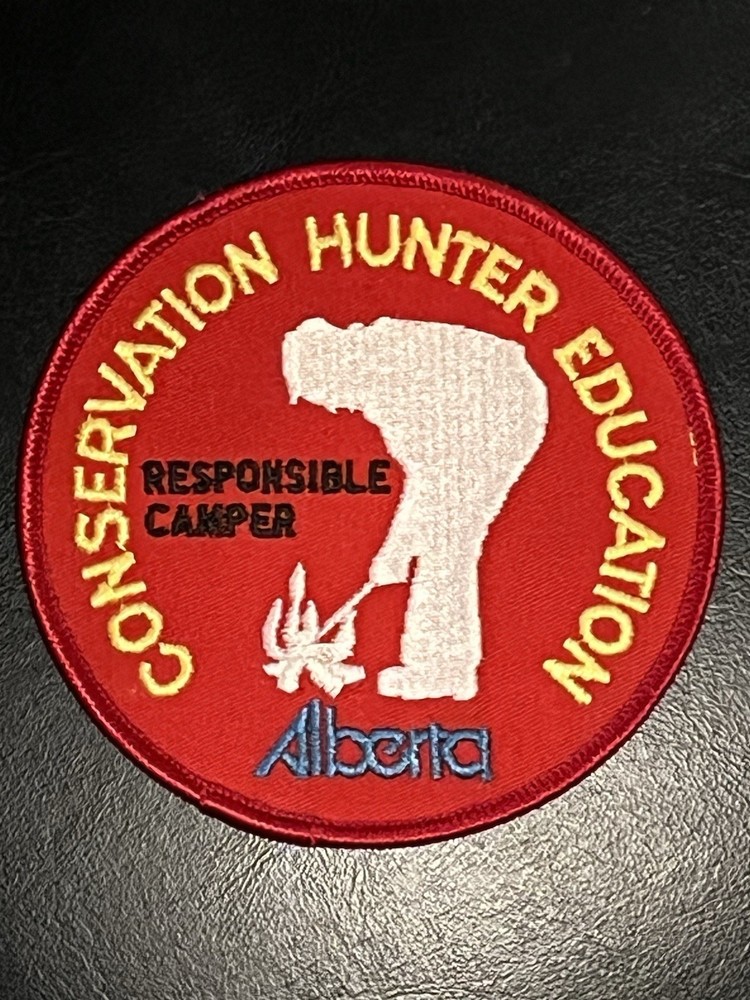 CONSERVATION HUNTER EDUCATION
RESPONSIBLE
CAMPER
Alberta